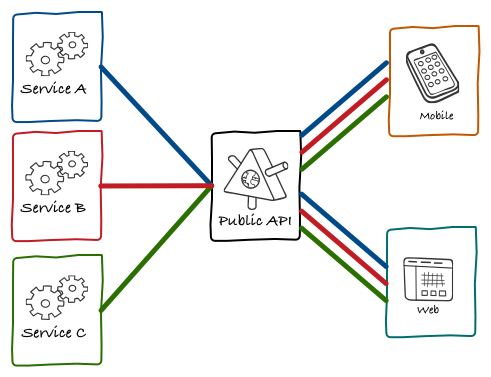 Service A
Service B
Service C
Public API
Mobile
Web